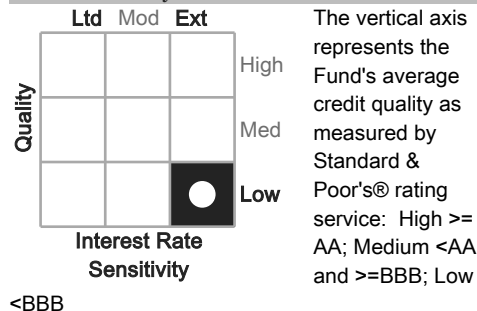 Ltd Mod Ext
High
Med
Low
Quality
Interest Rate
Sensitivity
The vertical axis
represents the
Fund's average
credit quality as
measured by
Standard &
Poor's® rating
service: High >=
AA; Medium <AA
and >=BBB; Low
<BBB